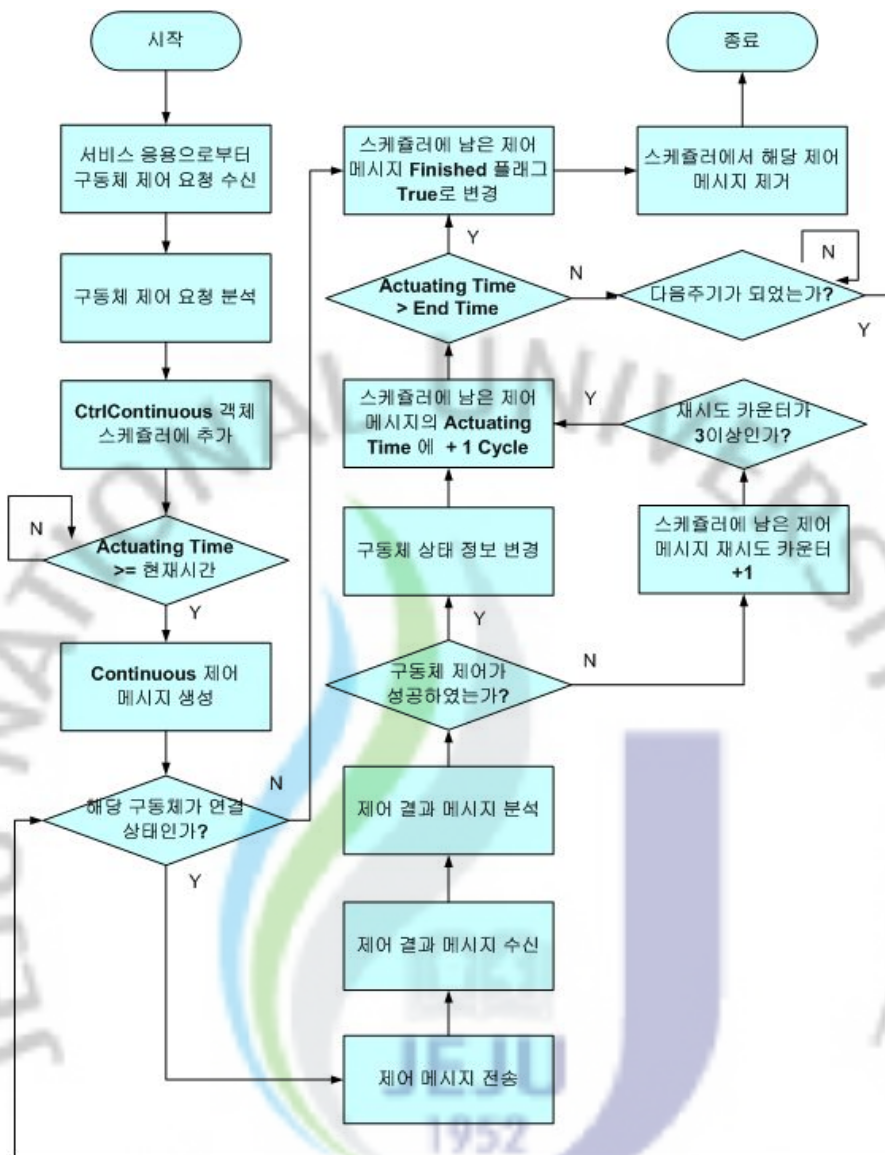 시작
서비스 응용으로부터
구동체 제어 요청 수신
구동체 제어 요청 분석
CtrlContinuous 객체
스케쥴러에 추가
N
Actuating Time
>= 현재시간
Y
Continuous 제어
메시지 생성
해당 구동체가 연결
상태인가?
N
Y
제어 메시지 전송
제어 결과 메시지 수신
제어 결과 메시지 분석
구동체 제어가
성공하였는가?
N
Y
구동체 상태 정보 변경
스케쥴러에 남은 제어
메시지의 Actuating
Time 에 + 1 Cycle
스케쥴러에 남은 제어
메시지 재시도 카운터
+1
재시도 카운터가
3이상인가?
Y
Actuating Time
> End Time
Y
N
다음주기가 되었는가?
N
Y
스케쥴러에 남은 제어
메시지 Finished 플래그
True로 변경
스케쥴러에서 해당 제어
메시지 제거
종료
JEJU NATIONAL UNIVERSITY
JEJU
1952